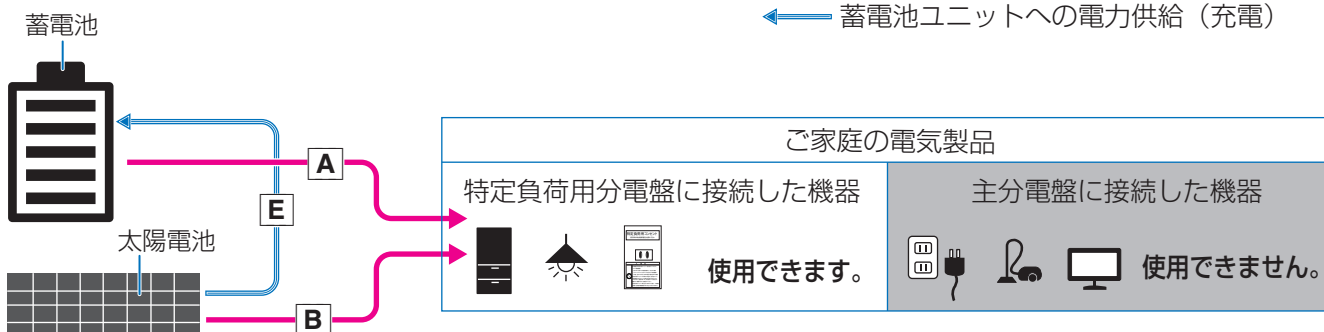 蓄電池ユニットへの電力供給（充電）
蓄電池
ご家庭の電気製品
A
特定負荷用分電盤に接続した機器
主分電盤に接続した機器
E
太陽電池
使用できます。
使用できません。
B